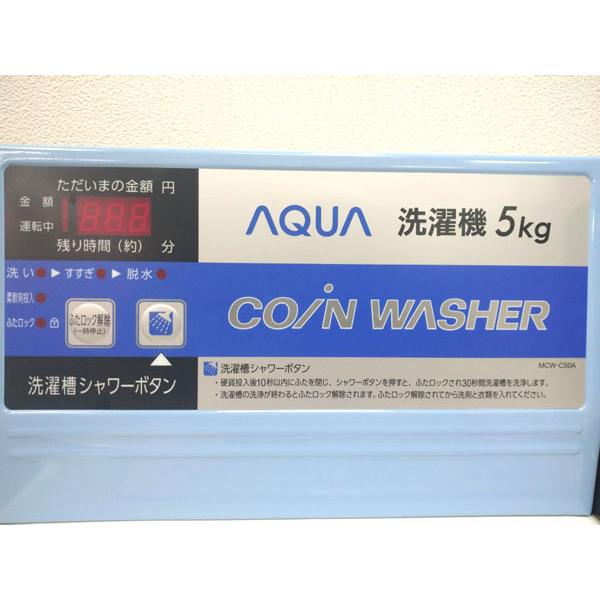 ただいまの金額 円
金 額
運転中
残り時間(約) 分
洗い ▶ すすぎ ▶ 脱水
柔軟剤投入
ふたロック
ふたロック解除
(一時停止)
洗濯槽シャワーボタン
AQUA 洗濯機 5kg
COIN WASHER
洗濯槽シャワーボタン
MCW-C50A
・硬貨投入後10秒以内にふたを閉じ、シャワーボタンを押すと、ふたロックされ30秒間洗濯槽を洗浄します。
・洗濯槽の洗浄が終わるとふたロック解除されます。ふたロック解除されてから洗剤と衣類を入れてください。